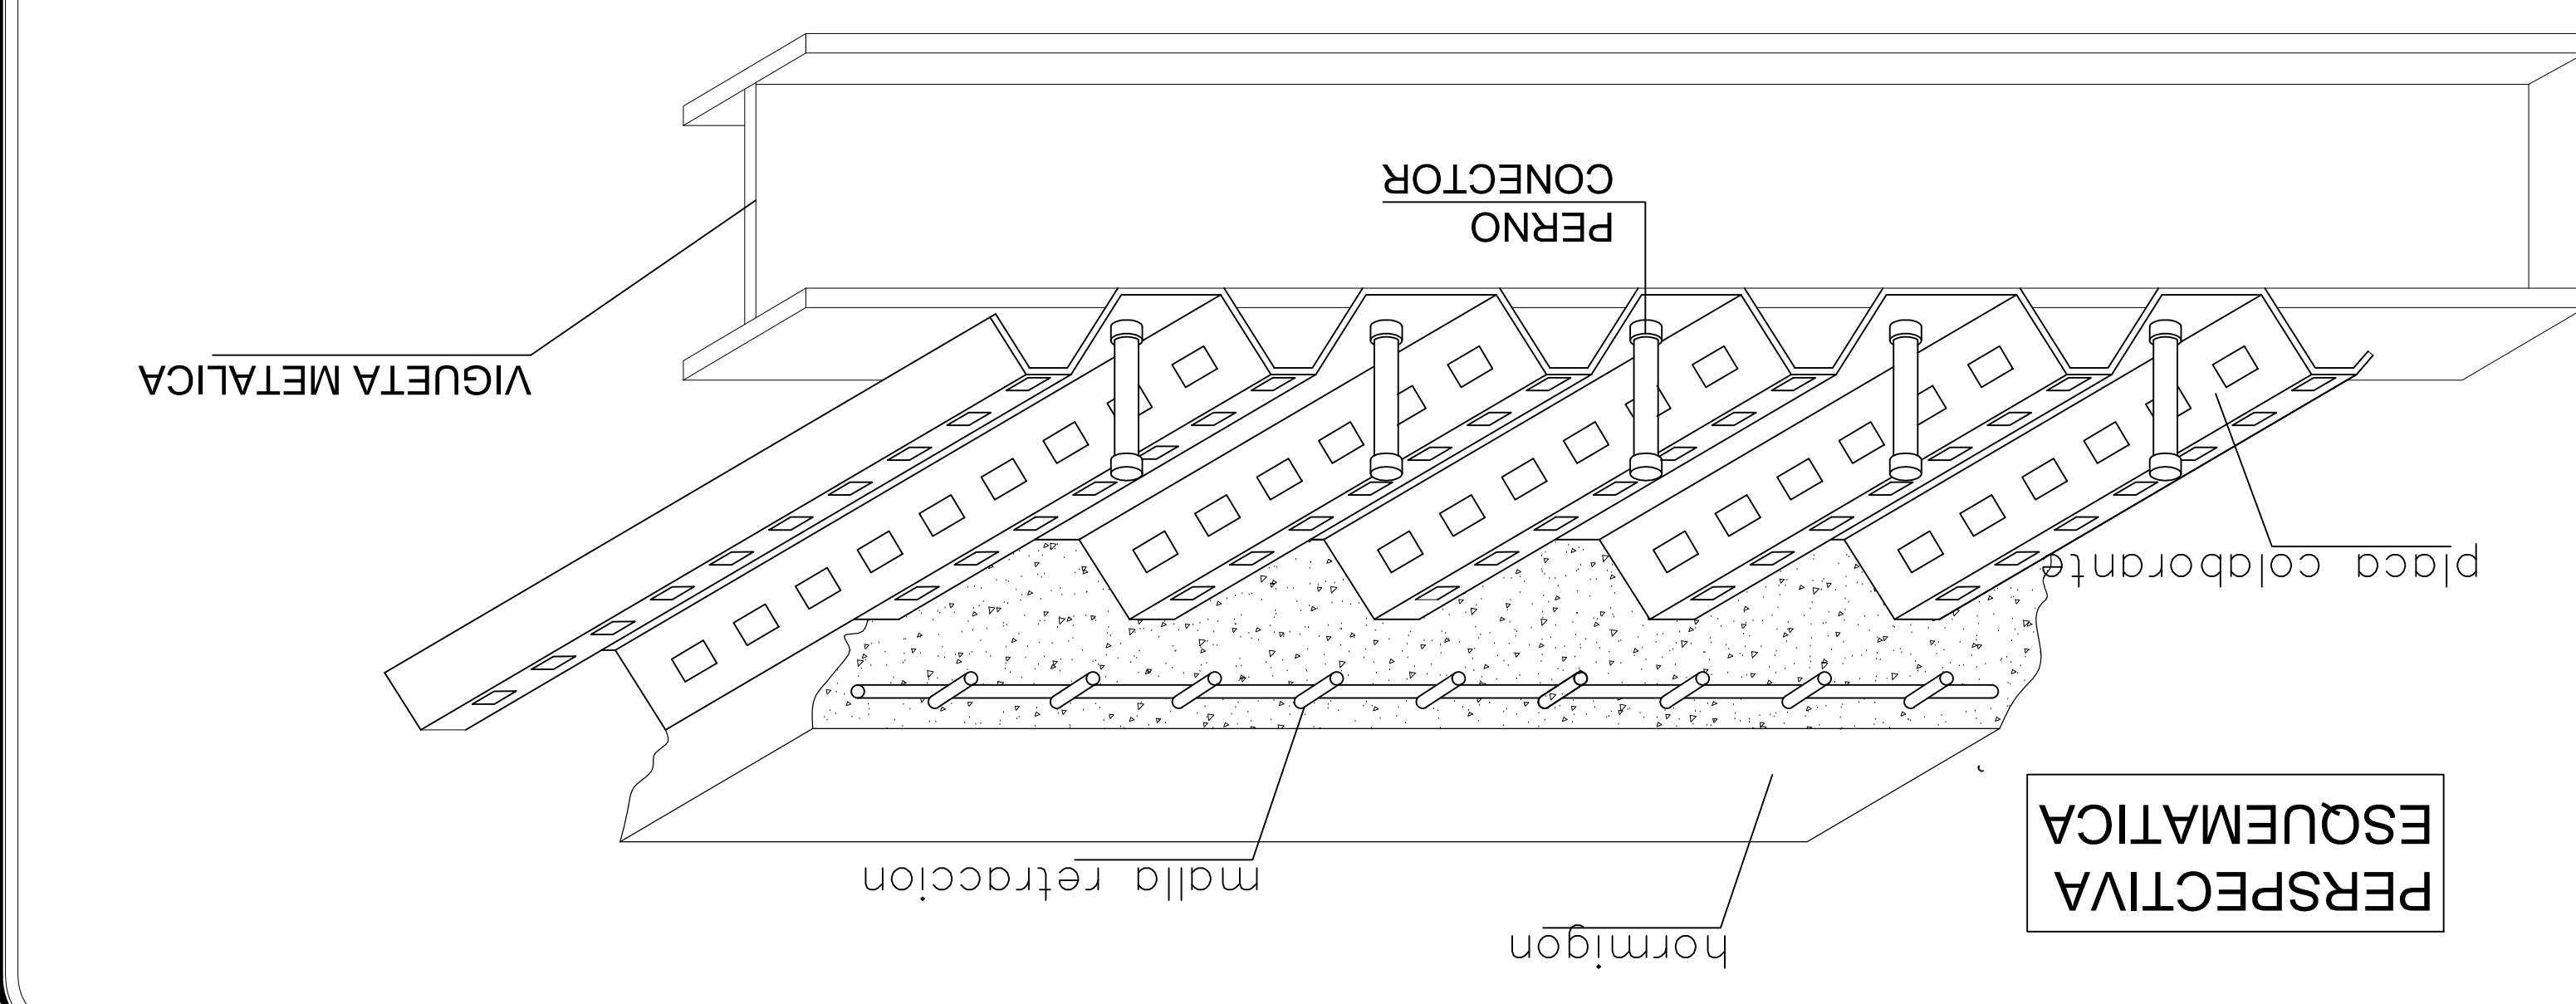 PERSPECTIVA
ESQUEMATICA
hormigon
malla retraccion
placa colaborante
VIGUETA METALICA
PERNO
CONECTOR